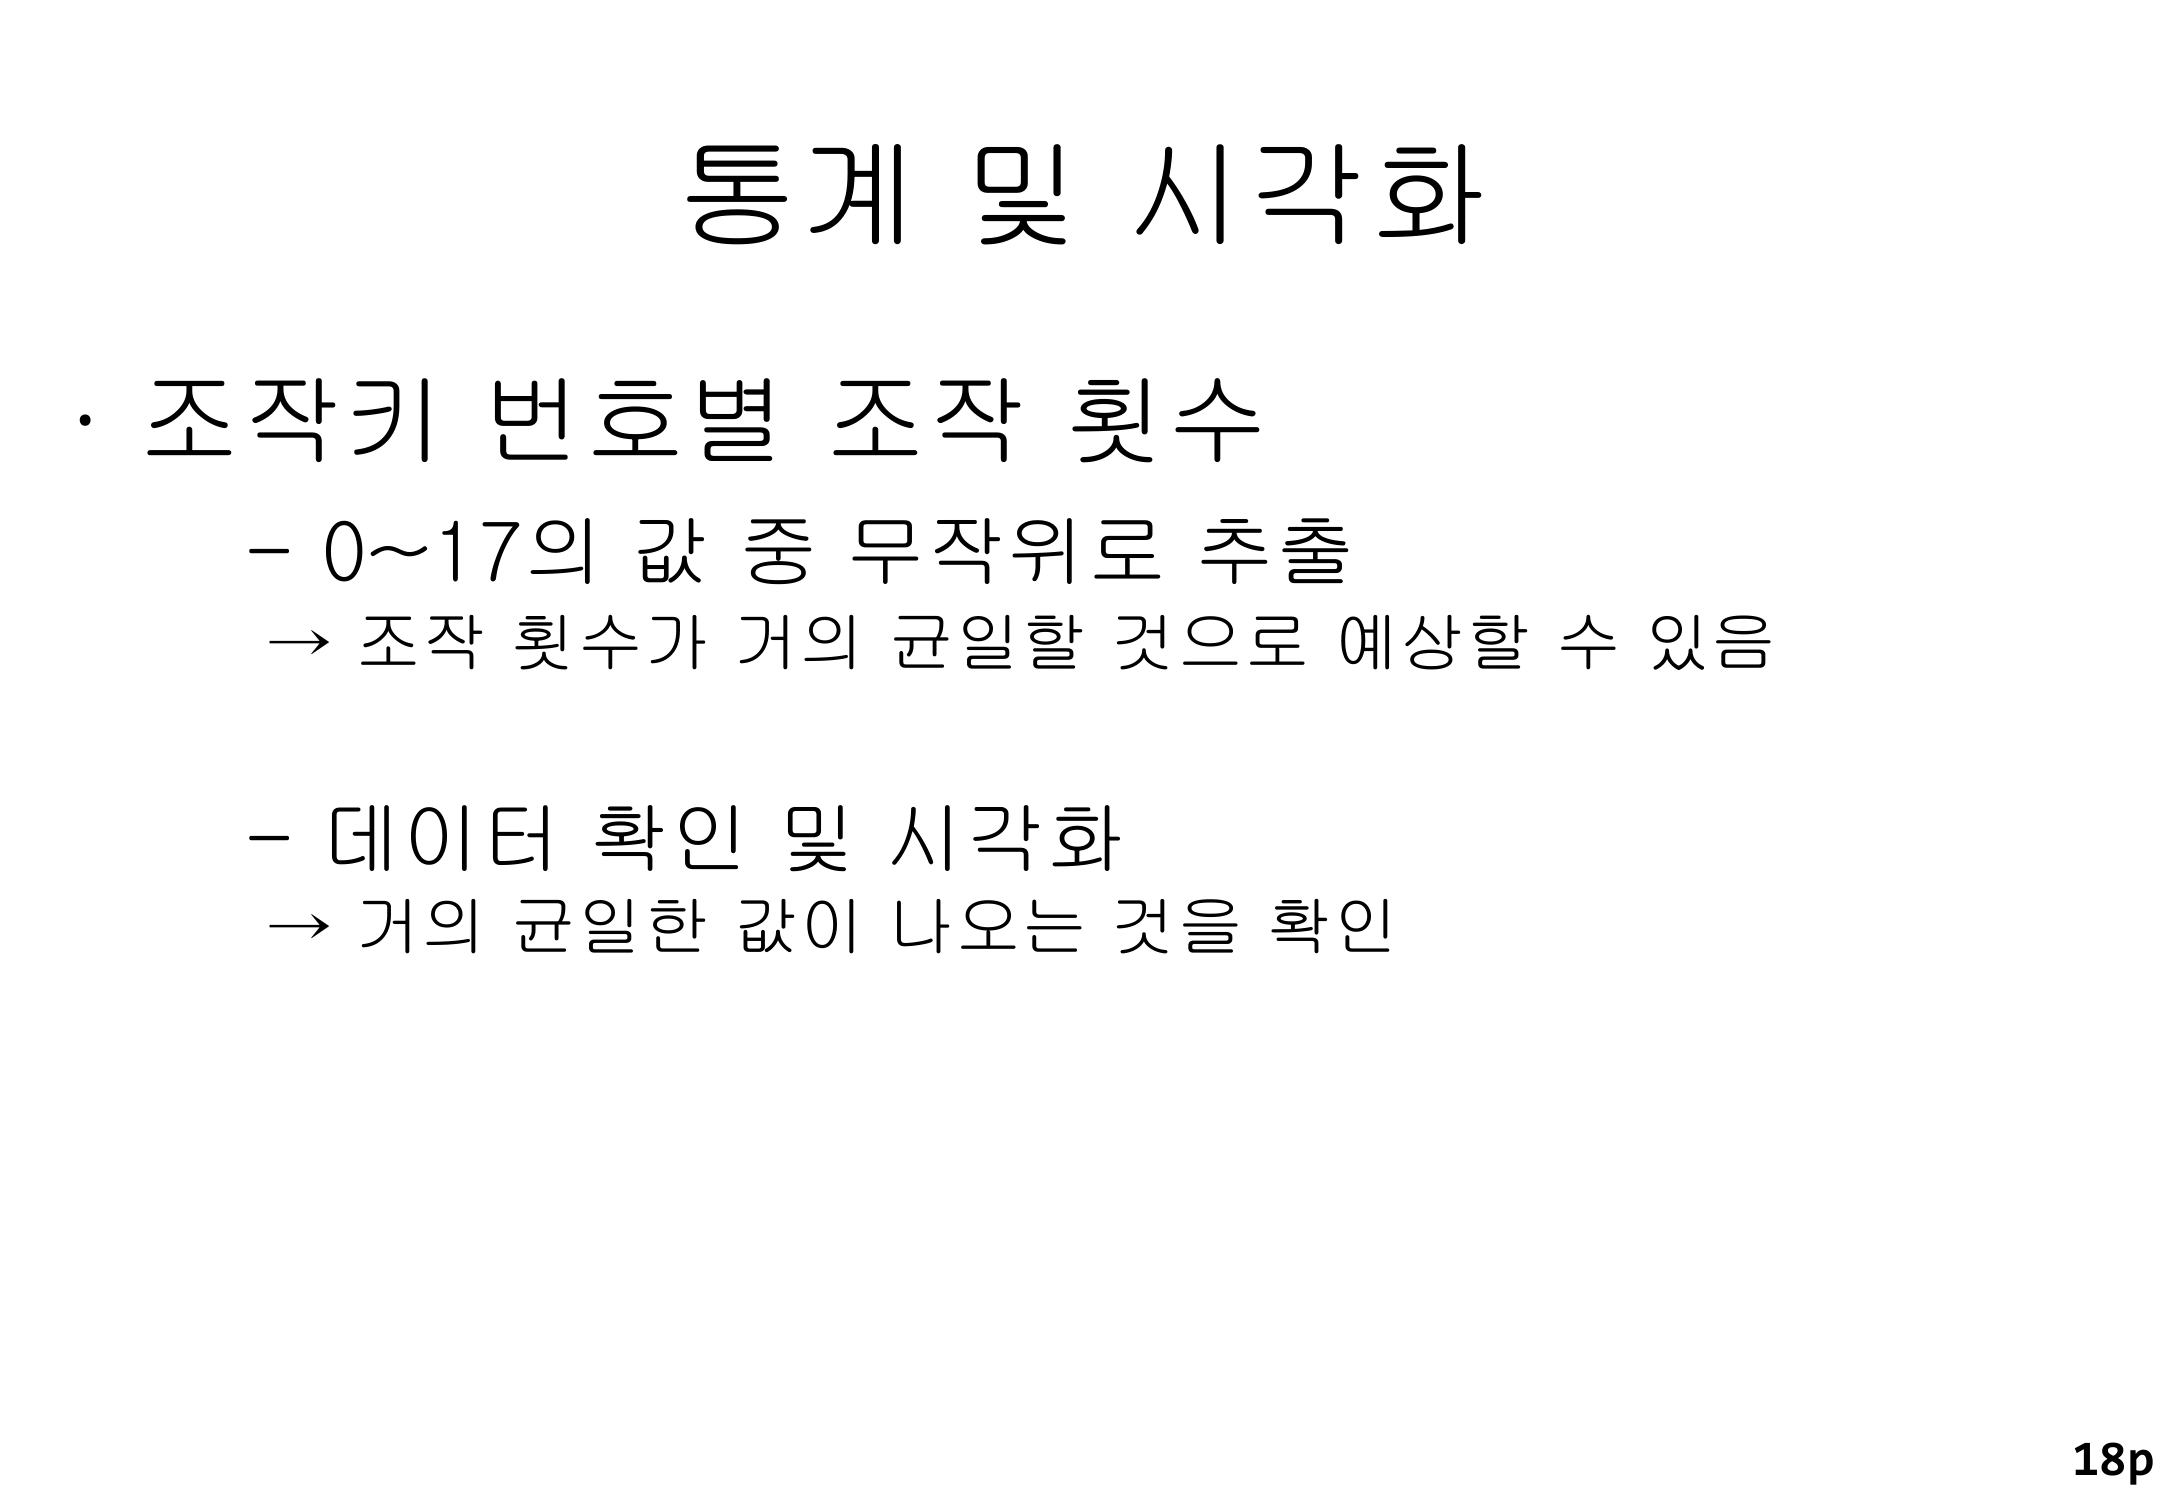 통계 및 시각화
· 조작키 번호별 조작 횟수
- 0~17의 값 중 무작위로 추출
→ 조작 횟수가 거의 균일할 것으로 예상할 수 있음
- 데이터 확인 및 시각화
→ 거의 균일한 값이 나오는 것을 확인
18p